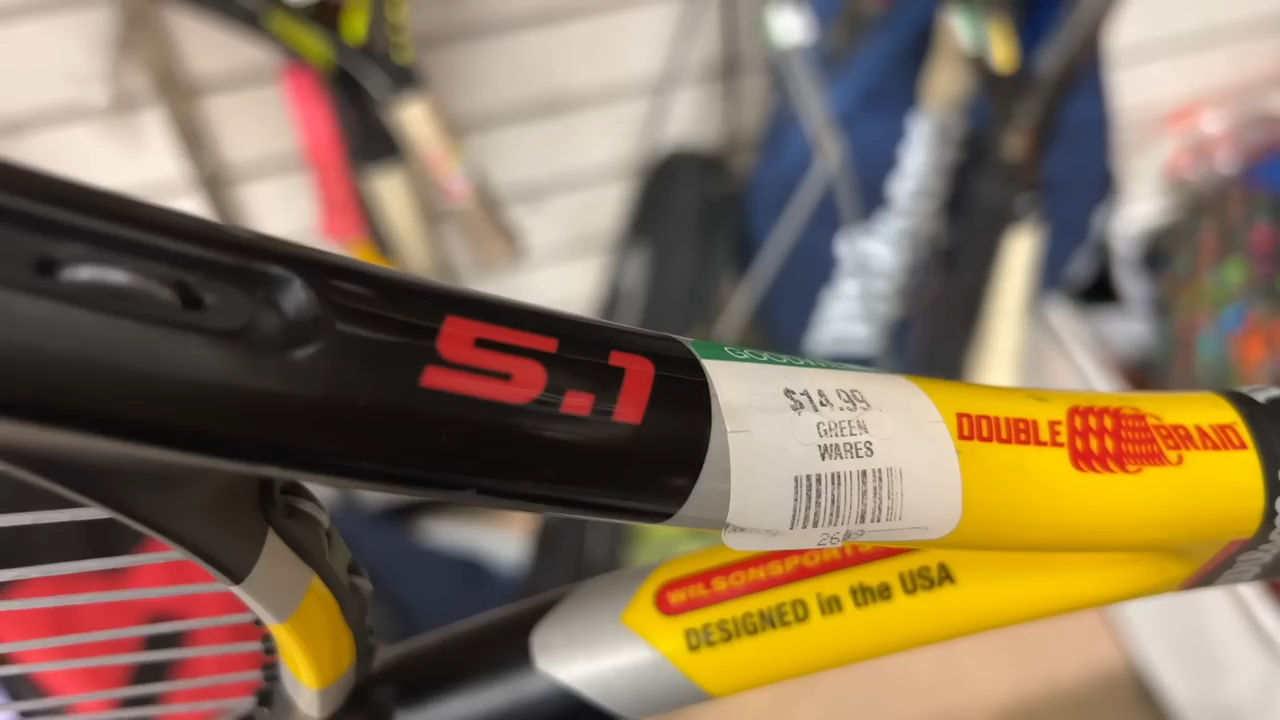 5.1
$14.99
GREEN
WARES
DOUBLE BRAID
WILSONSPORTS
DESIGNED in the USA